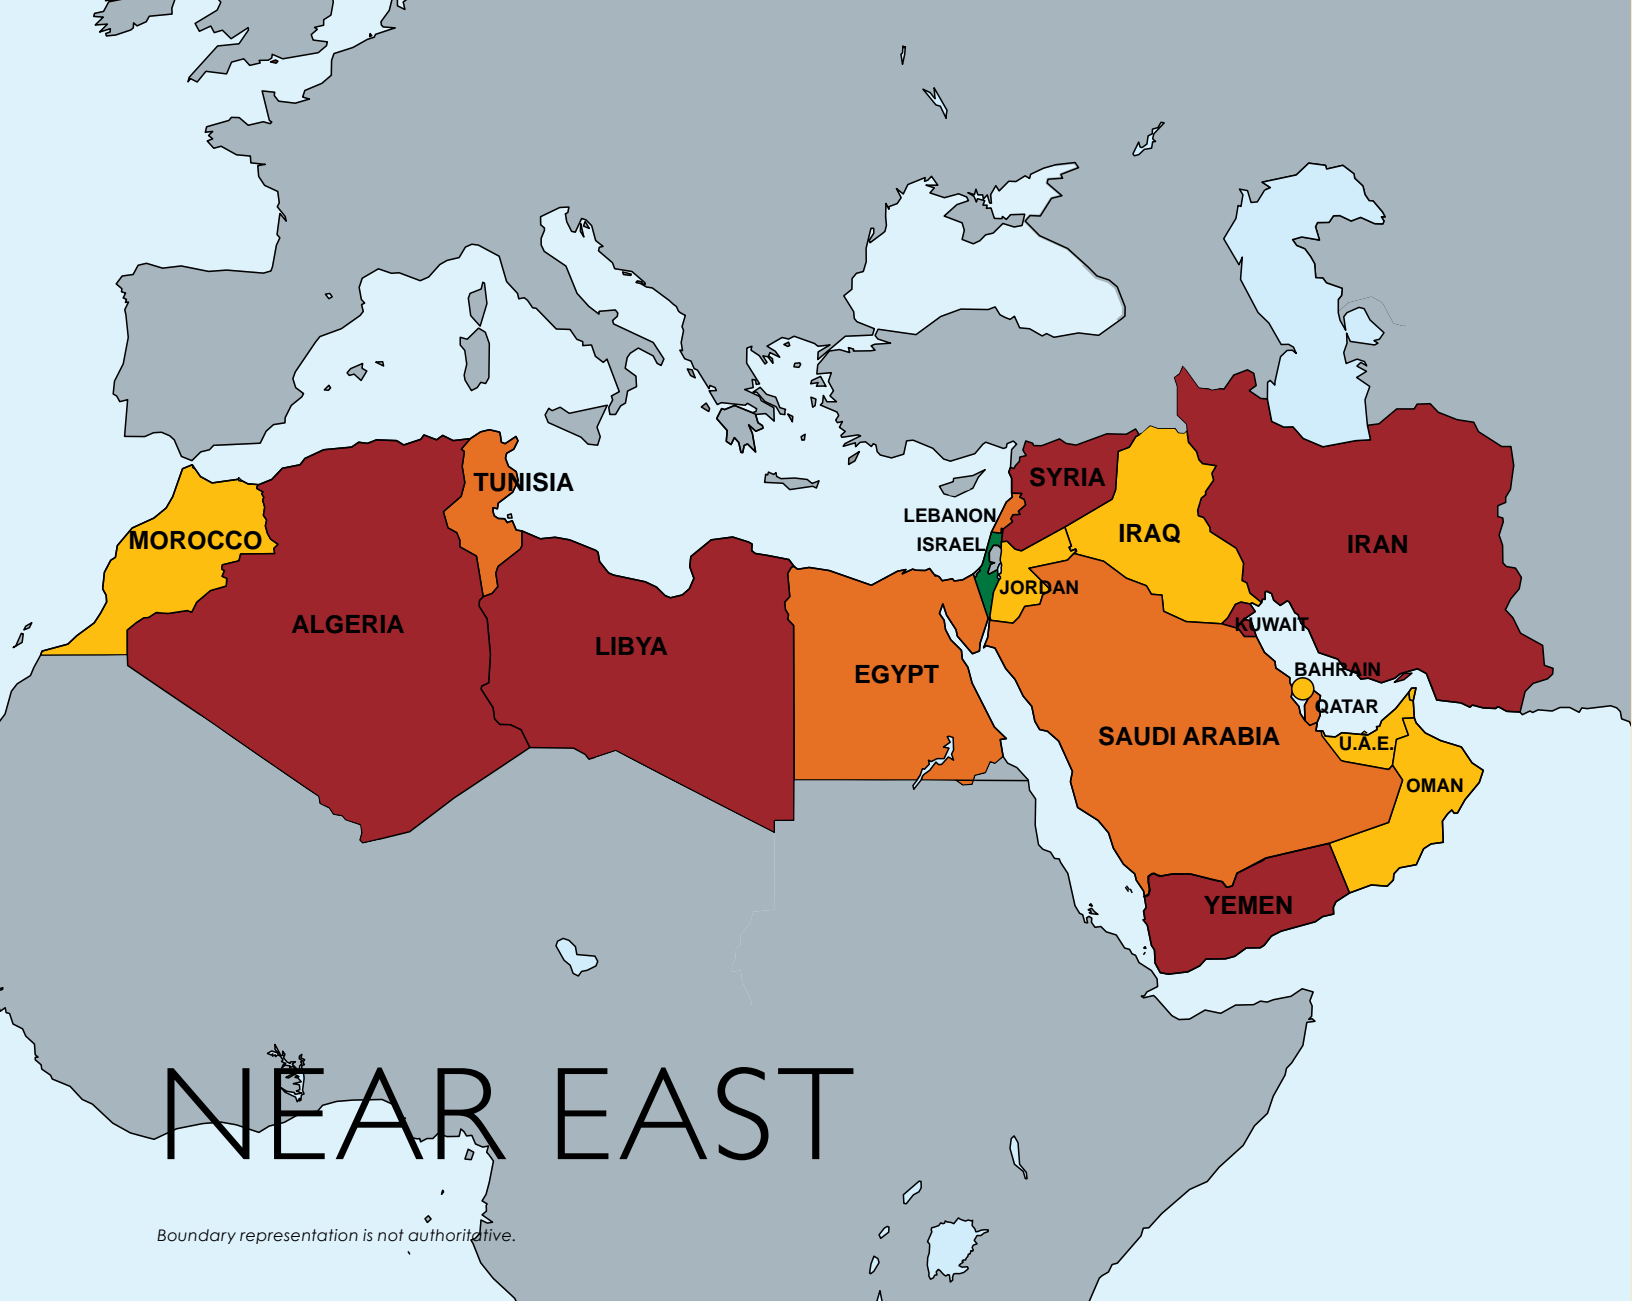 SYRIA
TUNISIA
LEBANON
IRAQ
MOROCCO
ISRAEL
IRAN
JORDAN
ALGERIA
KUWAIT
LIBYA
BAHRAIN
EGYPT
QATAR
SAUDI ARABIA
U.A.E.
OMAN
YEMEN
NEAR EAST
Boundary representation is not authoritative.